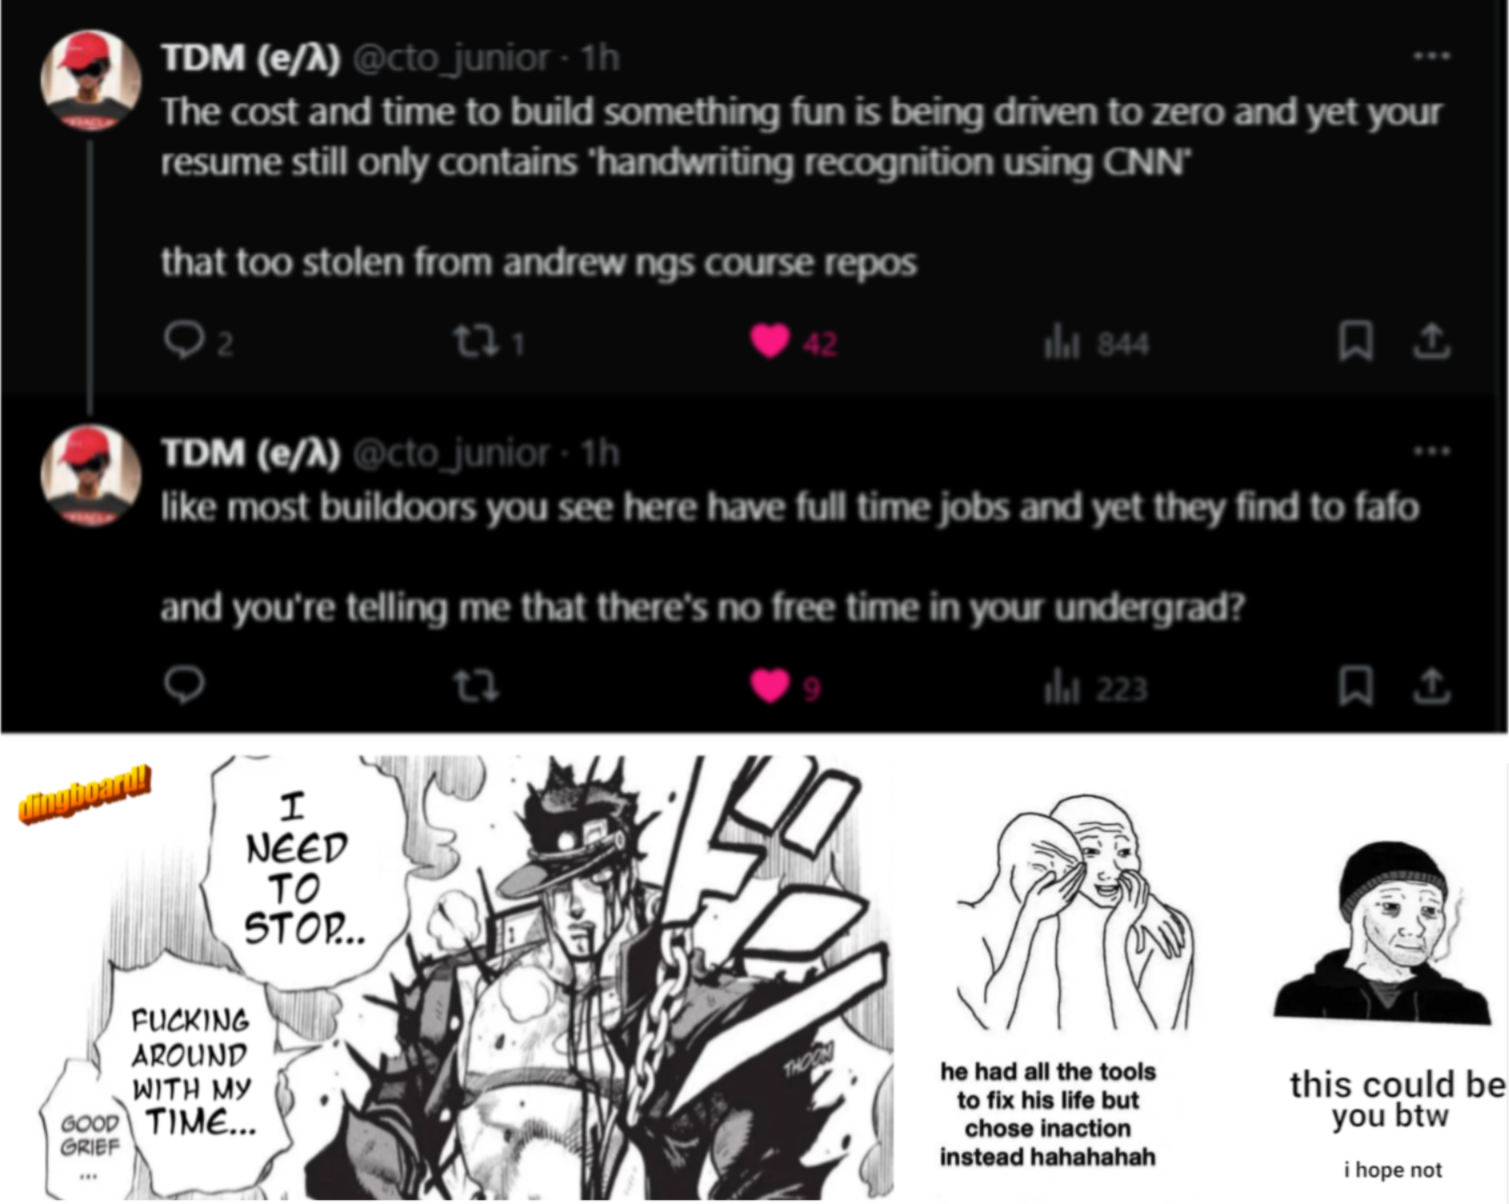 TDM (e/λ) @cto_junior · 1h
The cost and time to build something fun is being driven to zero and yet your
resume still only contains 'handwriting recognition using CNN'
that too stolen from andrew ngs course repos
2 1 42 844
TDM (e/λ) @cto_junior · 1h
like most buildoors you see here have full time jobs and yet they find to fafo
and you're telling me that there's no free time in your undergrad?
9 223
dingboard!
I
NEED
TO
STOP...
FUCKING
AROUND
WITH MY
TIME...
GOOD
GRIEF
...
THOOM
he had all the tools
to fix his life but
chose inaction
instead hahahahah
this could be
you btw
i hope not